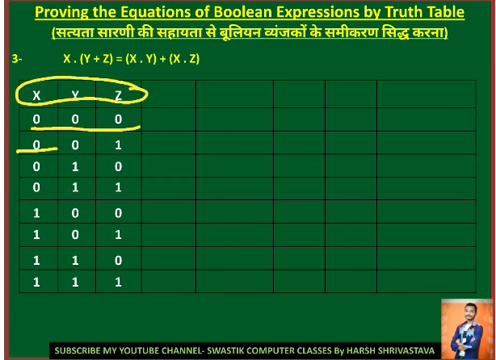 Proving the Equations of Boolean Expressions by Truth Table
(सत्यता सारणी की सहायता से बूलियन व्यंजकों के समीकरण सिद्ध करना)
3- X . (Y + Z) = (X . Y) + (X . Z)
X Y Z
0 0 0
0 0 1
0 1 0
0 1 1
1 0 0
1 0 1
1 1 0
1 1 1
SUBSCRIBE MY YOUTUBE CHANNEL- SWASTIK COMPUTER CLASSES By HARSH SHRIVASTAVA